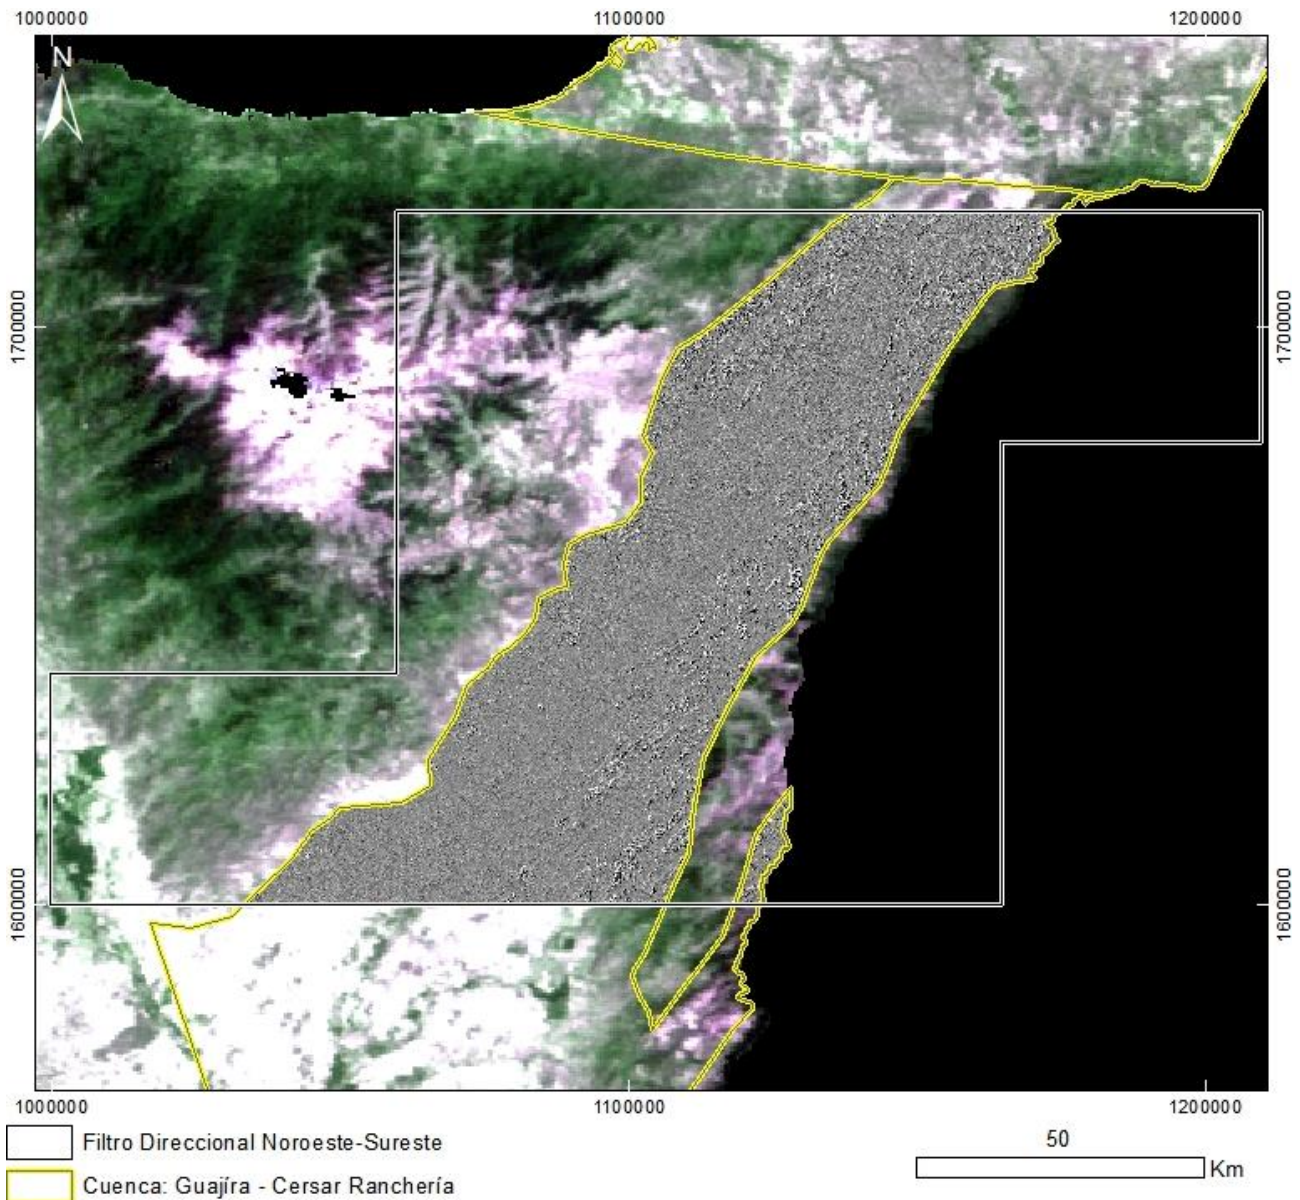 1000000 1100000 1200000
N
1700000 1700000
1600000 1600000
1000000 1100000 1200000
Filtro Direccional Noroeste-Sureste
50
Km
Cuenca: Guajíra - Cersar Ranchería